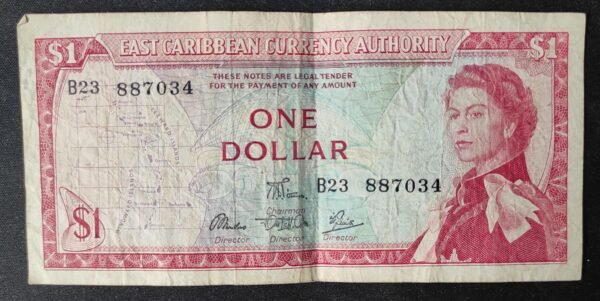 $1 EAST CARIBBEAN CURRENCY AUTHORITY $1
THESE NOTES ARE LEGAL TENDER
FOR THE PAYMENT OF ANY AMOUNT
B23 887034
ONE
DOLLAR
B23 887034
Chairman
$1
Director Director Director